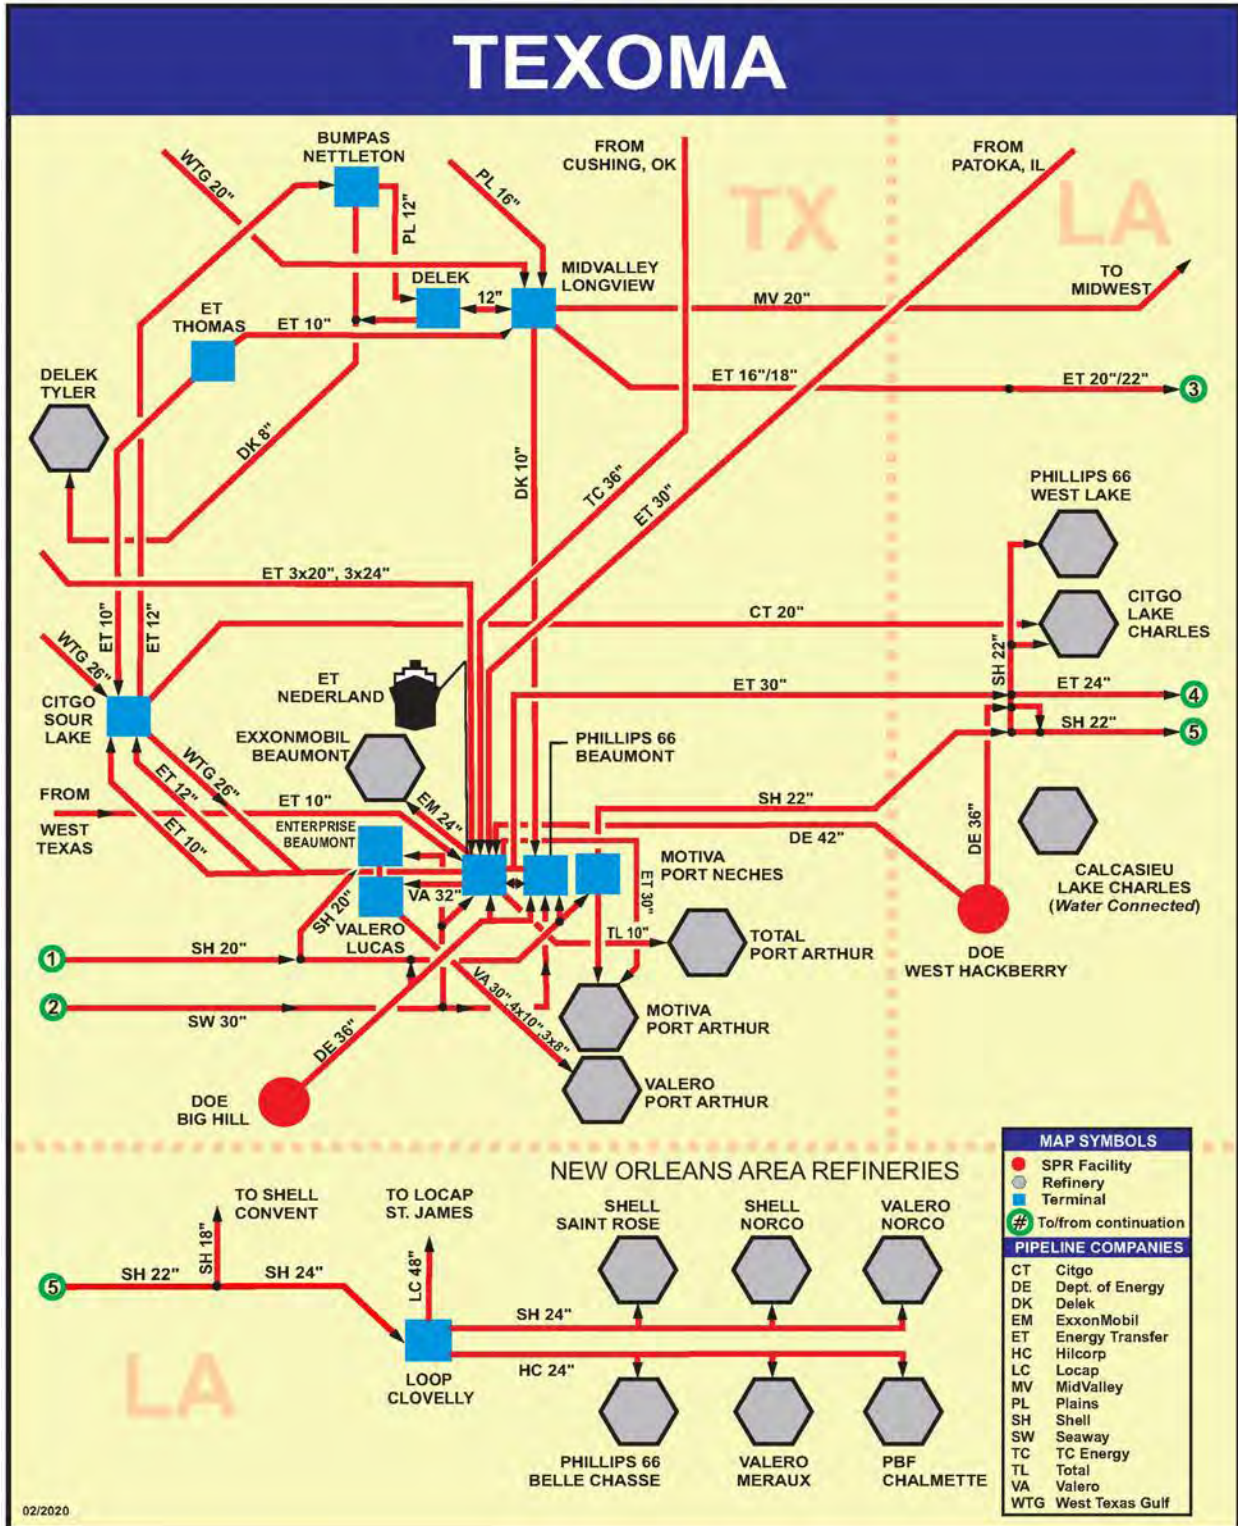 TEXOMA
BUMPAS
NETTLETON
FROM
CUSHING, OK
FROM
PATOKA, IL
WTG 20"
PL 16"
PL 12"
TX
LA
DELEK
MIDVALLEY
LONGVIEW
TO
MIDWEST
12"
MV 20"
ET
THOMAS
ET 10"
DELEK
TYLER
ET 16"/18"
ET 20"/22"
3
DK 8"
DK 10"
TC 36"
ET 30"
PHILLIPS 66
WEST LAKE
ET 3x20", 3x24"
ET 10"
ET 12"
CT 20"
CITGO
LAKE
CHARLES
WTG 26"
SH 22"
ET
NEDERLAND
ET 30"
ET 24"
4
CITGO
SOUR
LAKE
EXXONMOBIL
BEAUMONT
PHILLIPS 66
BEAUMONT
SH 22"
5
WTG 26"
ET 12"
ET 10"
FROM
WEST
TEXAS
ET 10"
EM 24"
SH 22"
DE 42"
DE 36"
ENTERPRISE
BEAUMONT
MOTIVA
PORT NECHES
CALCASIEU
LAKE CHARLES
(Water Connected)
VA 32"
ET 30"
SH 20"
VALERO
LUCAS
TL 10"
TOTAL
PORT ARTHUR
DOE
WEST HACKBERRY
1
SH 20"
2
SW 30"
VA 30",4x10",3x8"
MOTIVA
PORT ARTHUR
DE 36"
DOE
BIG HILL
VALERO
PORT ARTHUR
NEW ORLEANS AREA REFINERIES
TO SHELL
CONVENT
TO LOCAP
ST. JAMES
SHELL
SAINT ROSE
SHELL
NORCO
VALERO
NORCO
SH 18"
LC 48"
5
SH 22"
SH 24"
SH 24"
HC 24"
LOOP
CLOVELLY
LA
PHILLIPS 66
BELLE CHASSE
VALERO
MERAUX
PBF
CHALMETTE
MAP SYMBOLS
SPR Facility
Refinery
Terminal
# To/from continuation
PIPELINE COMPANIES
CT Citgo
DE Dept. of Energy
DK Delek
EM ExxonMobil
ET Energy Transfer
HC Hilcorp
LC Locap
MV MidValley
PL Plains
SH Shell
SW Seaway
TC TC Energy
TL Total
VA Valero
WTG West Texas Gulf
02/2020